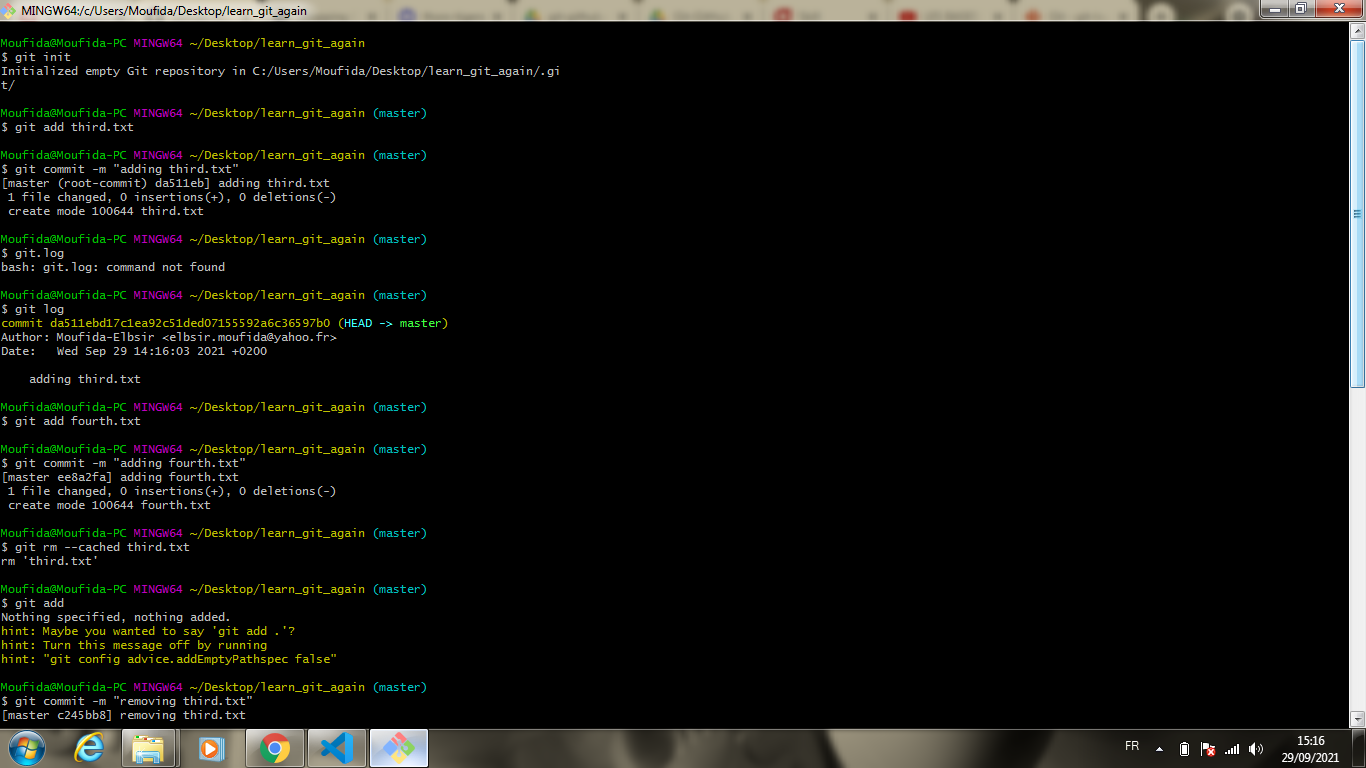 MINGW64:/c/Users/Moufida/Desktop/learn_git_again
Moufida@Moufida-PC MINGW64 ~/Desktop/learn_git_again
$ git init
Initialized empty Git repository in C:/Users/Moufida/Desktop/learn_git_again/.gi
t/
Moufida@Moufida-PC MINGW64 ~/Desktop/learn_git_again (master)
$ git add third.txt
Moufida@Moufida-PC MINGW64 ~/Desktop/learn_git_again (master)
$ git commit -m "adding third.txt"
[master (root-commit) da511eb] adding third.txt
 1 file changed, 0 insertions(+), 0 deletions(-)
 create mode 100644 third.txt
Moufida@Moufida-PC MINGW64 ~/Desktop/learn_git_again (master)
$ git.log
bash: git.log: command not found
Moufida@Moufida-PC MINGW64 ~/Desktop/learn_git_again (master)
$ git log
commit da511ebd17c1ea92c51ded07155592a6c36597b0 (HEAD -> master)
Author: Moufida-Elbsir <elbsir.moufida@yahoo.fr>
Date:   Wed Sep 29 14:16:03 2021 +0200
    adding third.txt
Moufida@Moufida-PC MINGW64 ~/Desktop/learn_git_again (master)
$ git add fourth.txt
Moufida@Moufida-PC MINGW64 ~/Desktop/learn_git_again (master)
$ git commit -m "adding fourth.txt"
[master ee8a2fa] adding fourth.txt
 1 file changed, 0 insertions(+), 0 deletions(-)
 create mode 100644 fourth.txt
Moufida@Moufida-PC MINGW64 ~/Desktop/learn_git_again (master)
$ git rm --cached third.txt
rm 'third.txt'
Moufida@Moufida-PC MINGW64 ~/Desktop/learn_git_again (master)
$ git add
Nothing specified, nothing added.
hint: Maybe you wanted to say 'git add .'?
hint: Turn this message off by running
hint: "git config advice.addEmptyPathspec false"
Moufida@Moufida-PC MINGW64 ~/Desktop/learn_git_again (master)
$ git commit -m "removing third.txt"
[master c245bb8] removing third.txt
FR
15:16
29/09/2021